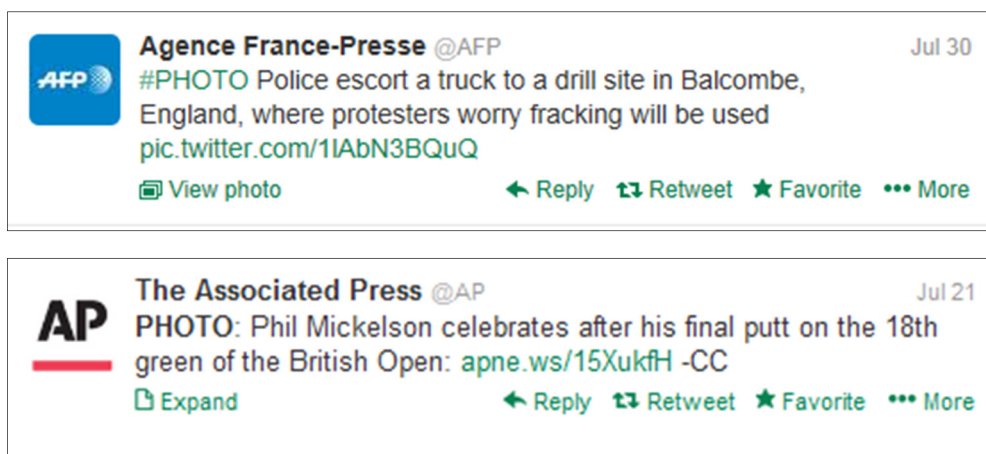 AFP
Agence France-Presse @AFP Jul 30
#PHOTO Police escort a truck to a drill site in Balcombe,
England, where protesters worry fracking will be used
pic.twitter.com/1lAbN3BQuQ
View photo Reply Retweet Favorite More
AP
The Associated Press @AP Jul 21
PHOTO: Phil Mickelson celebrates after his final putt on the 18th
green of the British Open: apne.ws/15XukfH -CC
Expand Reply Retweet Favorite More